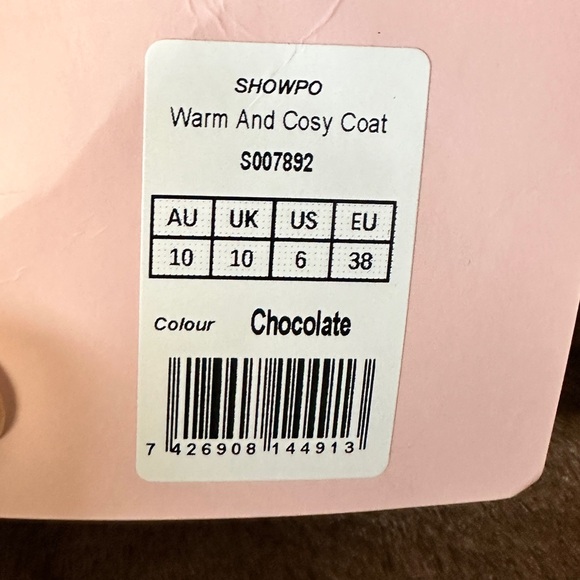 SHOWPO
Warm And Cosy Coat
S007892
AU UK US EU
10 10 6 38
Colour Chocolate
7 426908 144913